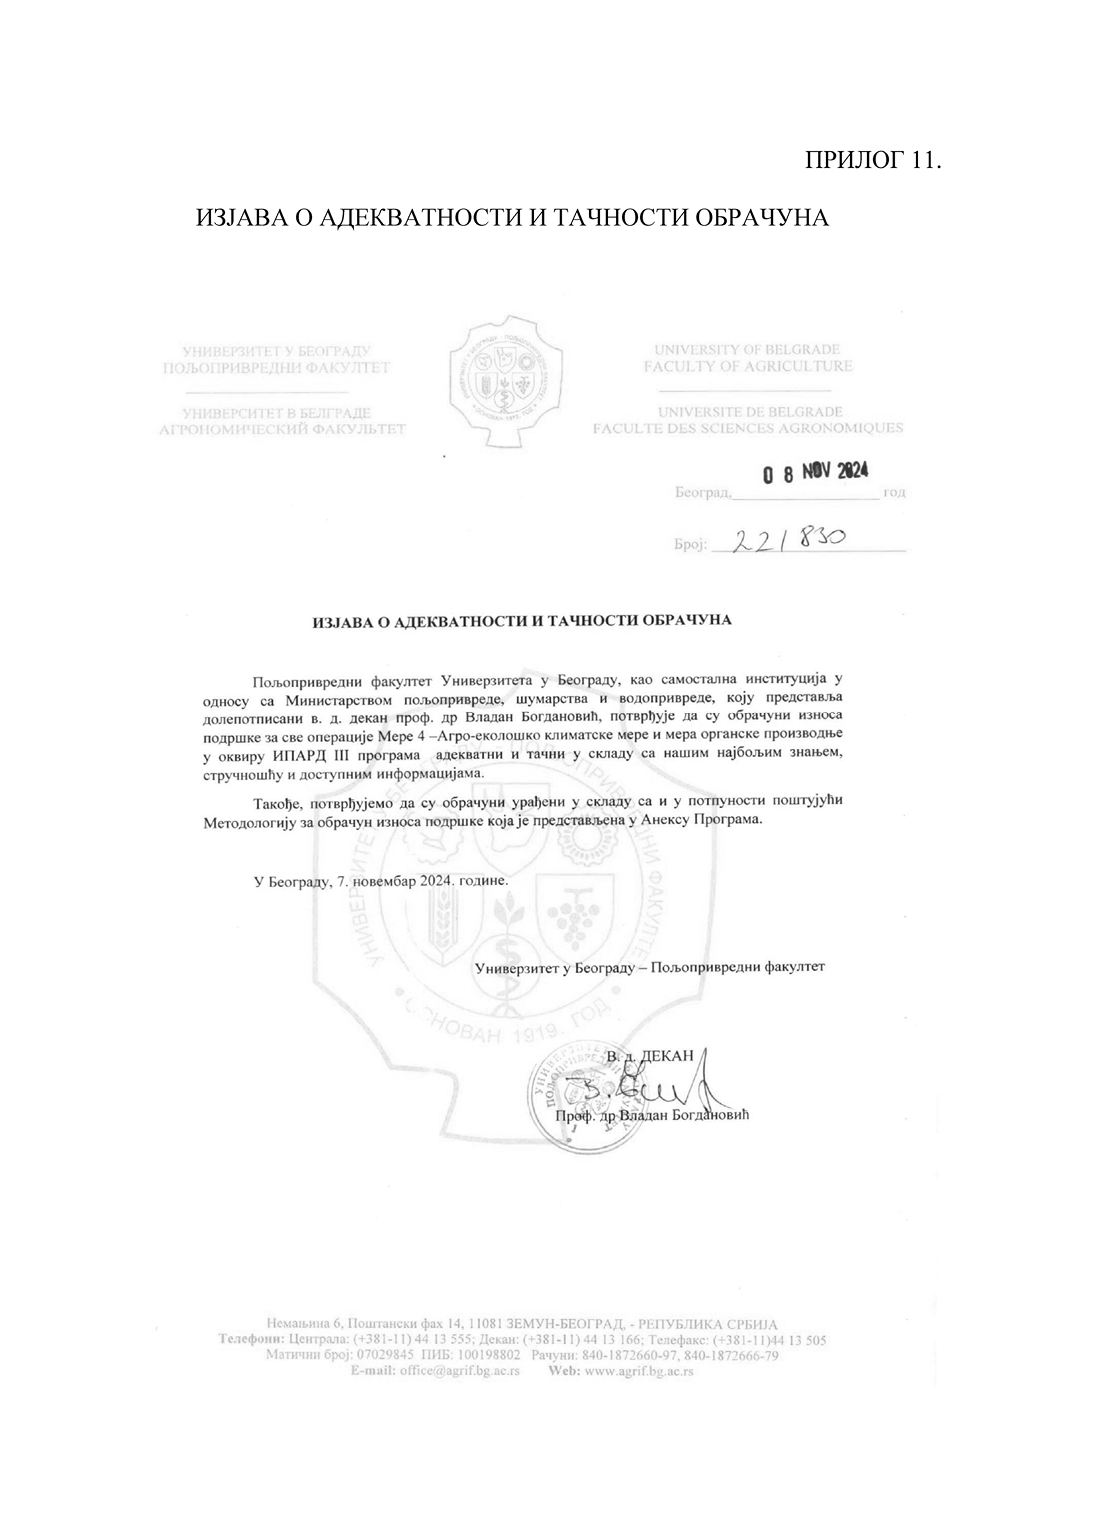 ПРИЛОГ 11.
ИЗЈАВА О АДЕКВАТНОСТИ И ТАЧНОСТИ ОБРАЧУНА
УНИВЕРЗИТЕТ У БЕОГРАДУ
ПОЉОПРИВРЕДНИ ФАКУЛТЕТ
УНИВЕРСИТЕТ В БЕЛГРАДЕ
АГРОНОМИЧЕСКИЙ ФАКУЛЬТЕТ
UNIVERSITY OF BELGRADE
FACULTY OF AGRICULTURE
UNIVERSITE DE BELGRADE
FACULTE DES SCIENCES AGRONOMIQUES
08 NOV 2024
Београд, год
Број: 22/830
ИЗЈАВА О АДЕКВАТНОСТИ И ТАЧНОСТИ ОБРАЧУНА
Пољопривредни факултет Универзитета у Београду, као самостална институција у
односу са Министарством пољопривреде, шумарства и водопривреде, коју представља
долепотписани в. д. декан проф. др Владан Богдановић, потврђује да су обрачуни износа
подршке за све операције Мере 4 –Агро-еколошко климатске мере и мера органске производње
у оквиру ИПАРД III програма адекватни и тачни у складу са нашим најбољим знањем,
стручношћу и доступним информацијама.
Такође, потврђујемо да су обрачуни урађени у складу са и у потпуности поштујући
Методологију за обрачун износа подршке која је представљена у Анексу Програма.
У Београду, 7. новембар 2024. године.
Универзитет у Београду – Пољопривредни факултет
ОСНОВАН 1919. ГОД
В. д. ДЕКАН
Проф. др Владан Богдановић
Немањина 6, Поштански фах 14, 11081 ЗЕМУН-БЕОГРАД, - РЕПУБЛИКА СРБИЈА
Телефони: Централа: (+381-11) 44 13 555; Декан: (+381-11) 44 13 166; Телефакс: (+381-11)44 13 505
Матични број: 07029845 ПИБ: 100198802 Рачуни: 840-1872660-97, 840-1872666-79
E-mail: office@agrif.bg.ac.rs Web: www.agrif.bg.ac.rs